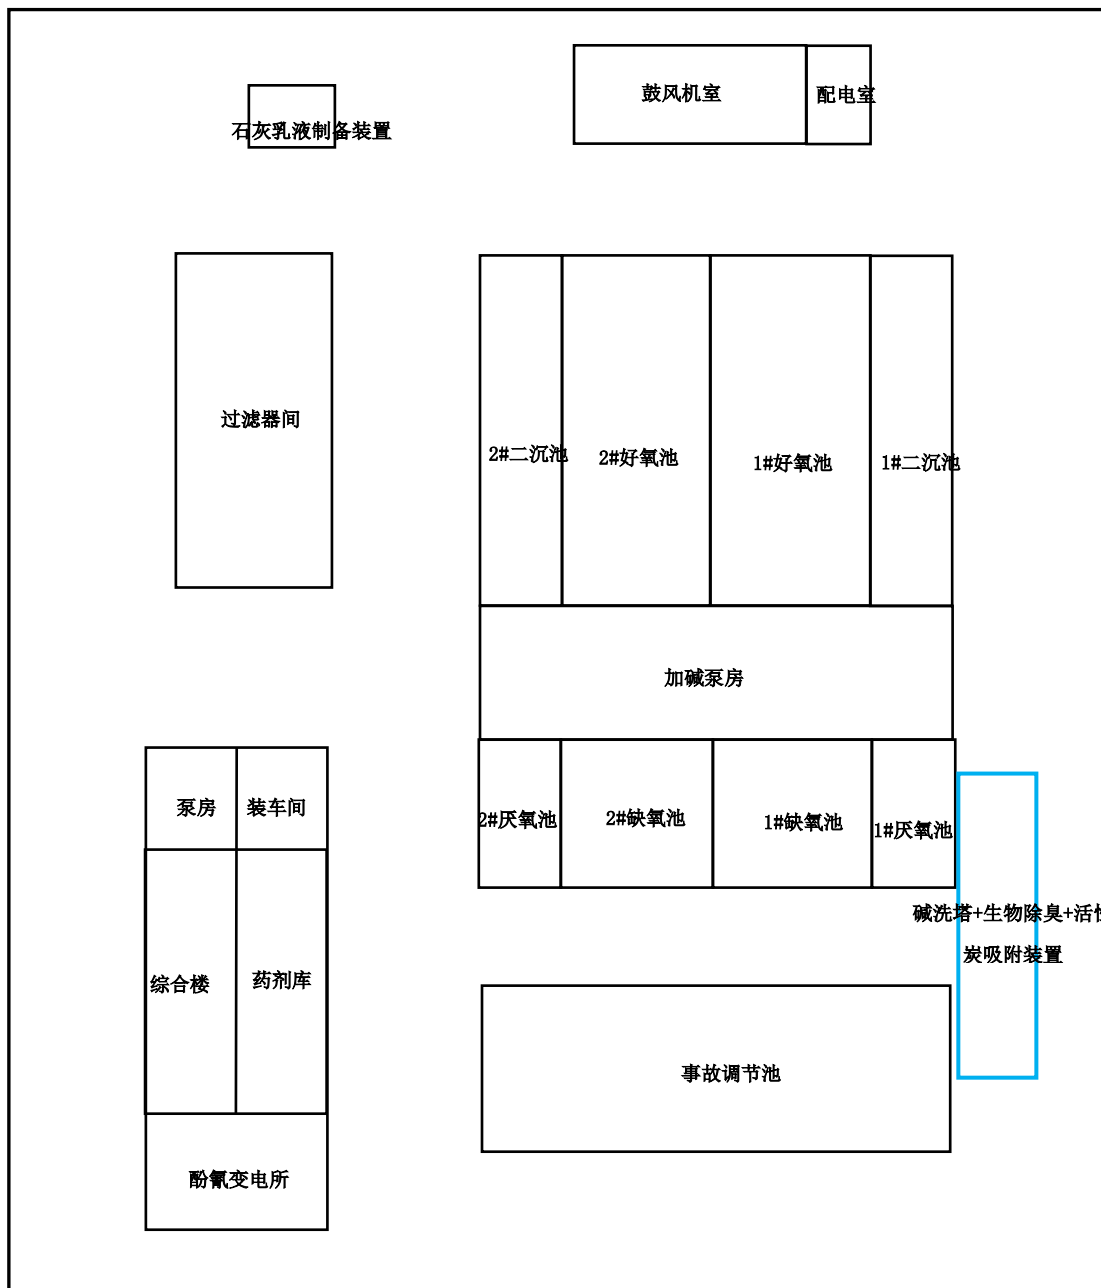 鼓风机室
配电室
石灰乳液制备装置
过滤器间
2#二沉池
2#好氧池
1#好氧池
1#二沉池
加碱泵房
泵房
装车间
2#厌氧池
2#缺氧池
1#缺氧池
1#厌氧池
碱洗塔+生物除臭+活性
炭吸附装置
综合楼
药剂库
事故调节池
酚氰变电所